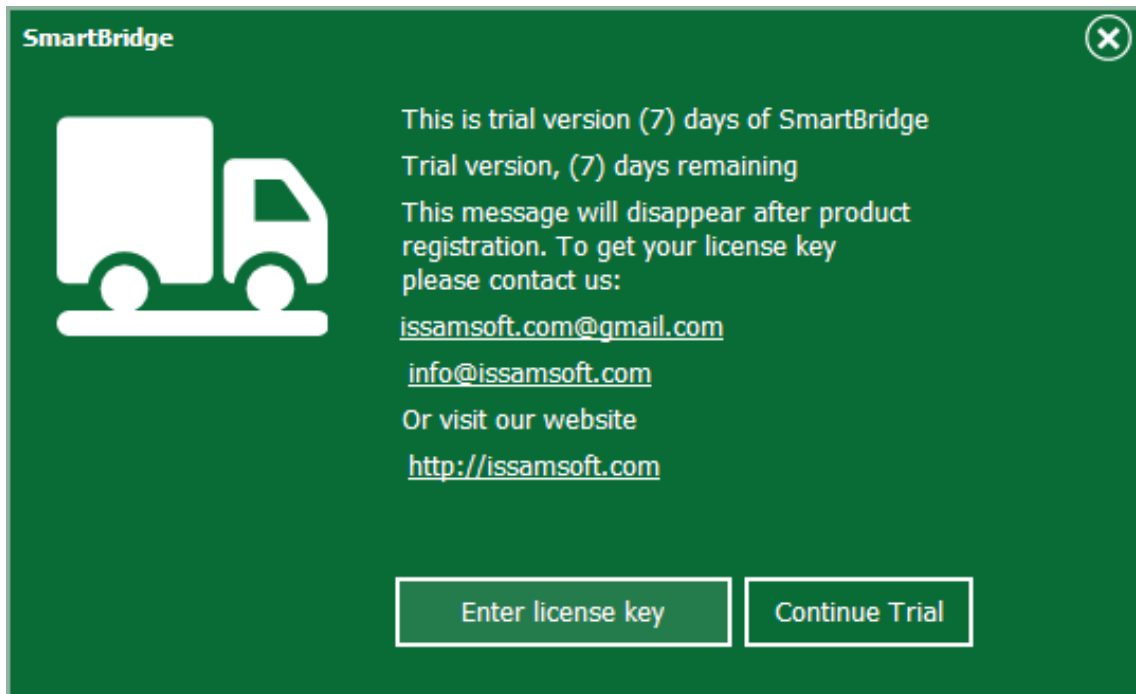 SmartBridge
This is trial version (7) days of SmartBridge
Trial version, (7) days remaining
This message will disappear after product
registration. To get your license key
please contact us:
issamsoft.com@gmail.com
info@issamsoft.com
Or visit our website
http://issamsoft.com
Enter license key
Continue Trial